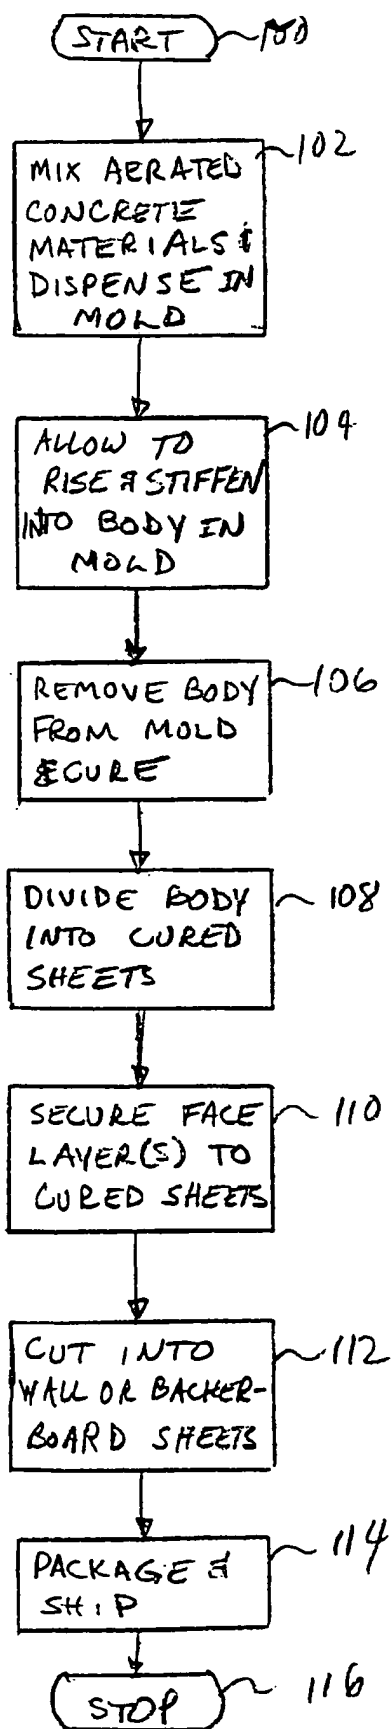 START 100
MIX AERATED 102
CONCRETE
MATERIALS &
DISPENSE IN
MOLD
ALLOW TO 104
RISE & STIFFEN
INTO BODY IN
MOLD
REMOVE BODY 106
FROM MOLD
& CURE
DIVIDE BODY 108
INTO CURED
SHEETS
SECURE FACE 110
LAYER(S) TO
CURED SHEETS
CUT INTO 112
WALL OR BACKER-
BOARD SHEETS
PACKAGE & 114
SHIP
STOP 116